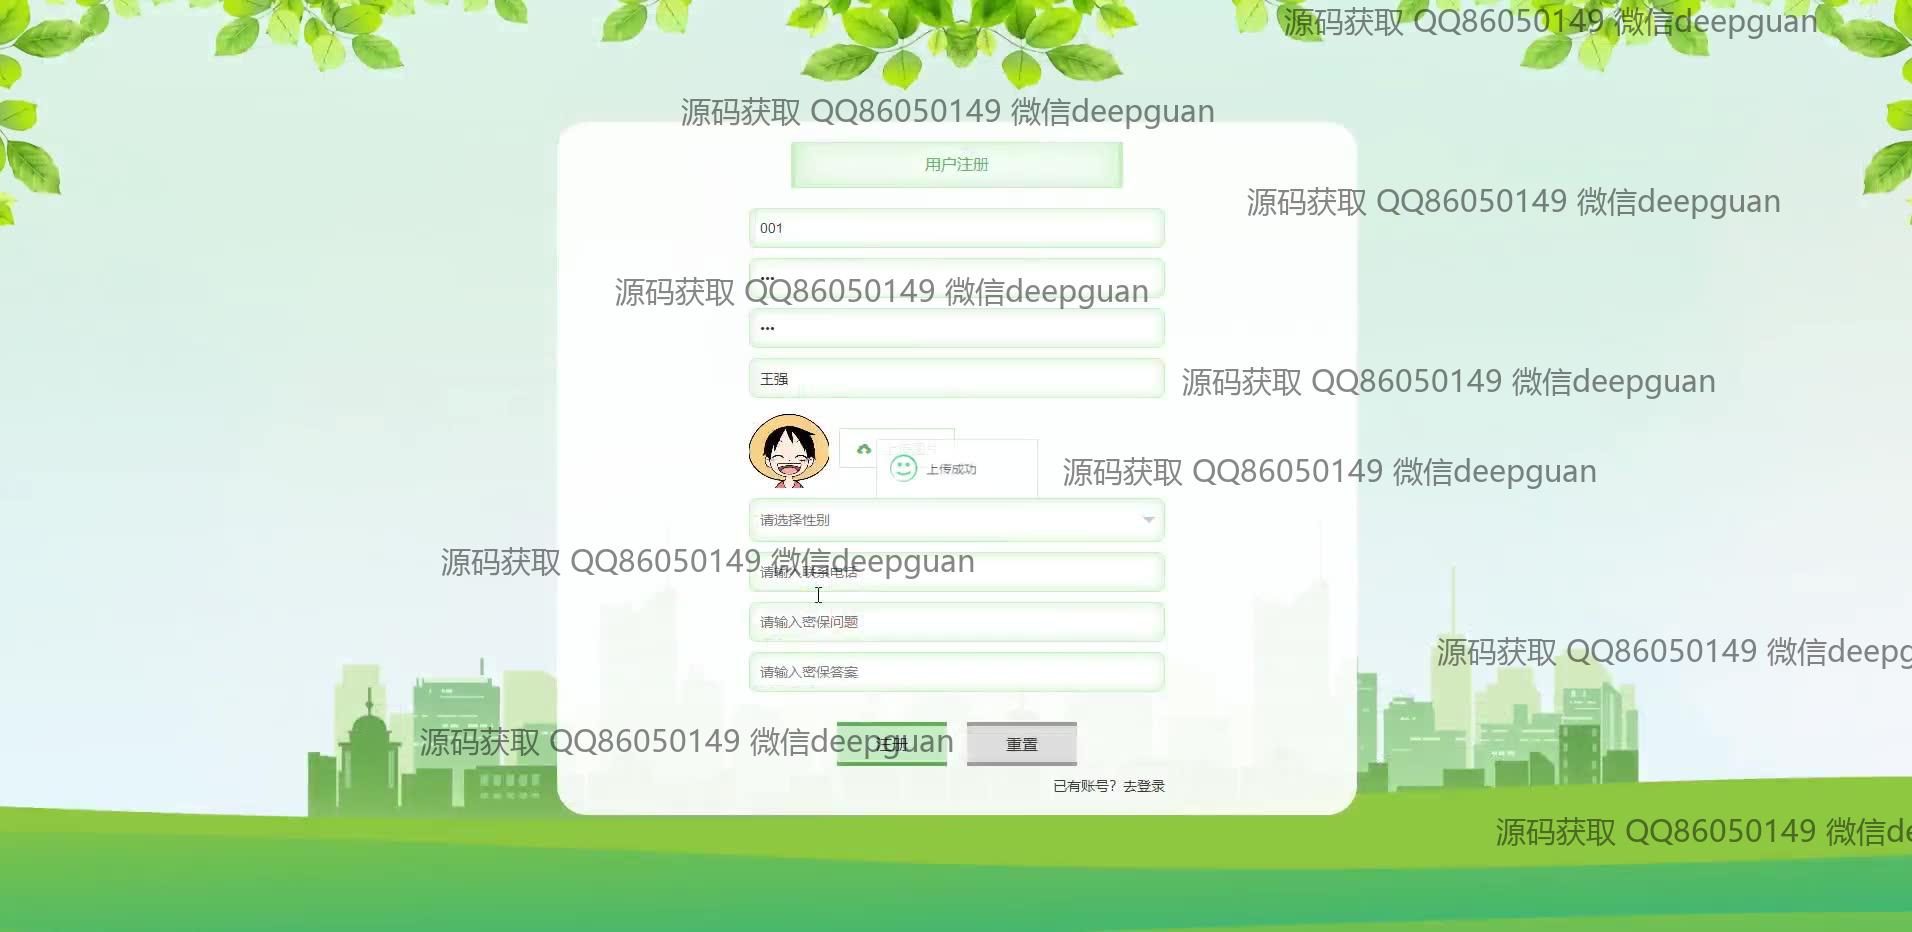 源码获取 QQ86050149 微信deepguan
源码获取 QQ86050149 微信deepguan
用户注册
源码获取 QQ86050149 微信deepguan
001
•••
源码获取 QQ86050149 微信deepguan
•••
王强
源码获取 QQ86050149 微信deepguan
上传图片
上传成功
源码获取 QQ86050149 微信deepguan
请选择性别
源码获取 QQ86050149 微信deepguan
请输入联系电话
请输入密保问题
源码获取 QQ86050149 微信deepg
请输入密保答案
源码获取 QQ86050149 微信deepguan
注册
重置
已有账号？去登录
源码获取 QQ86050149 微信de